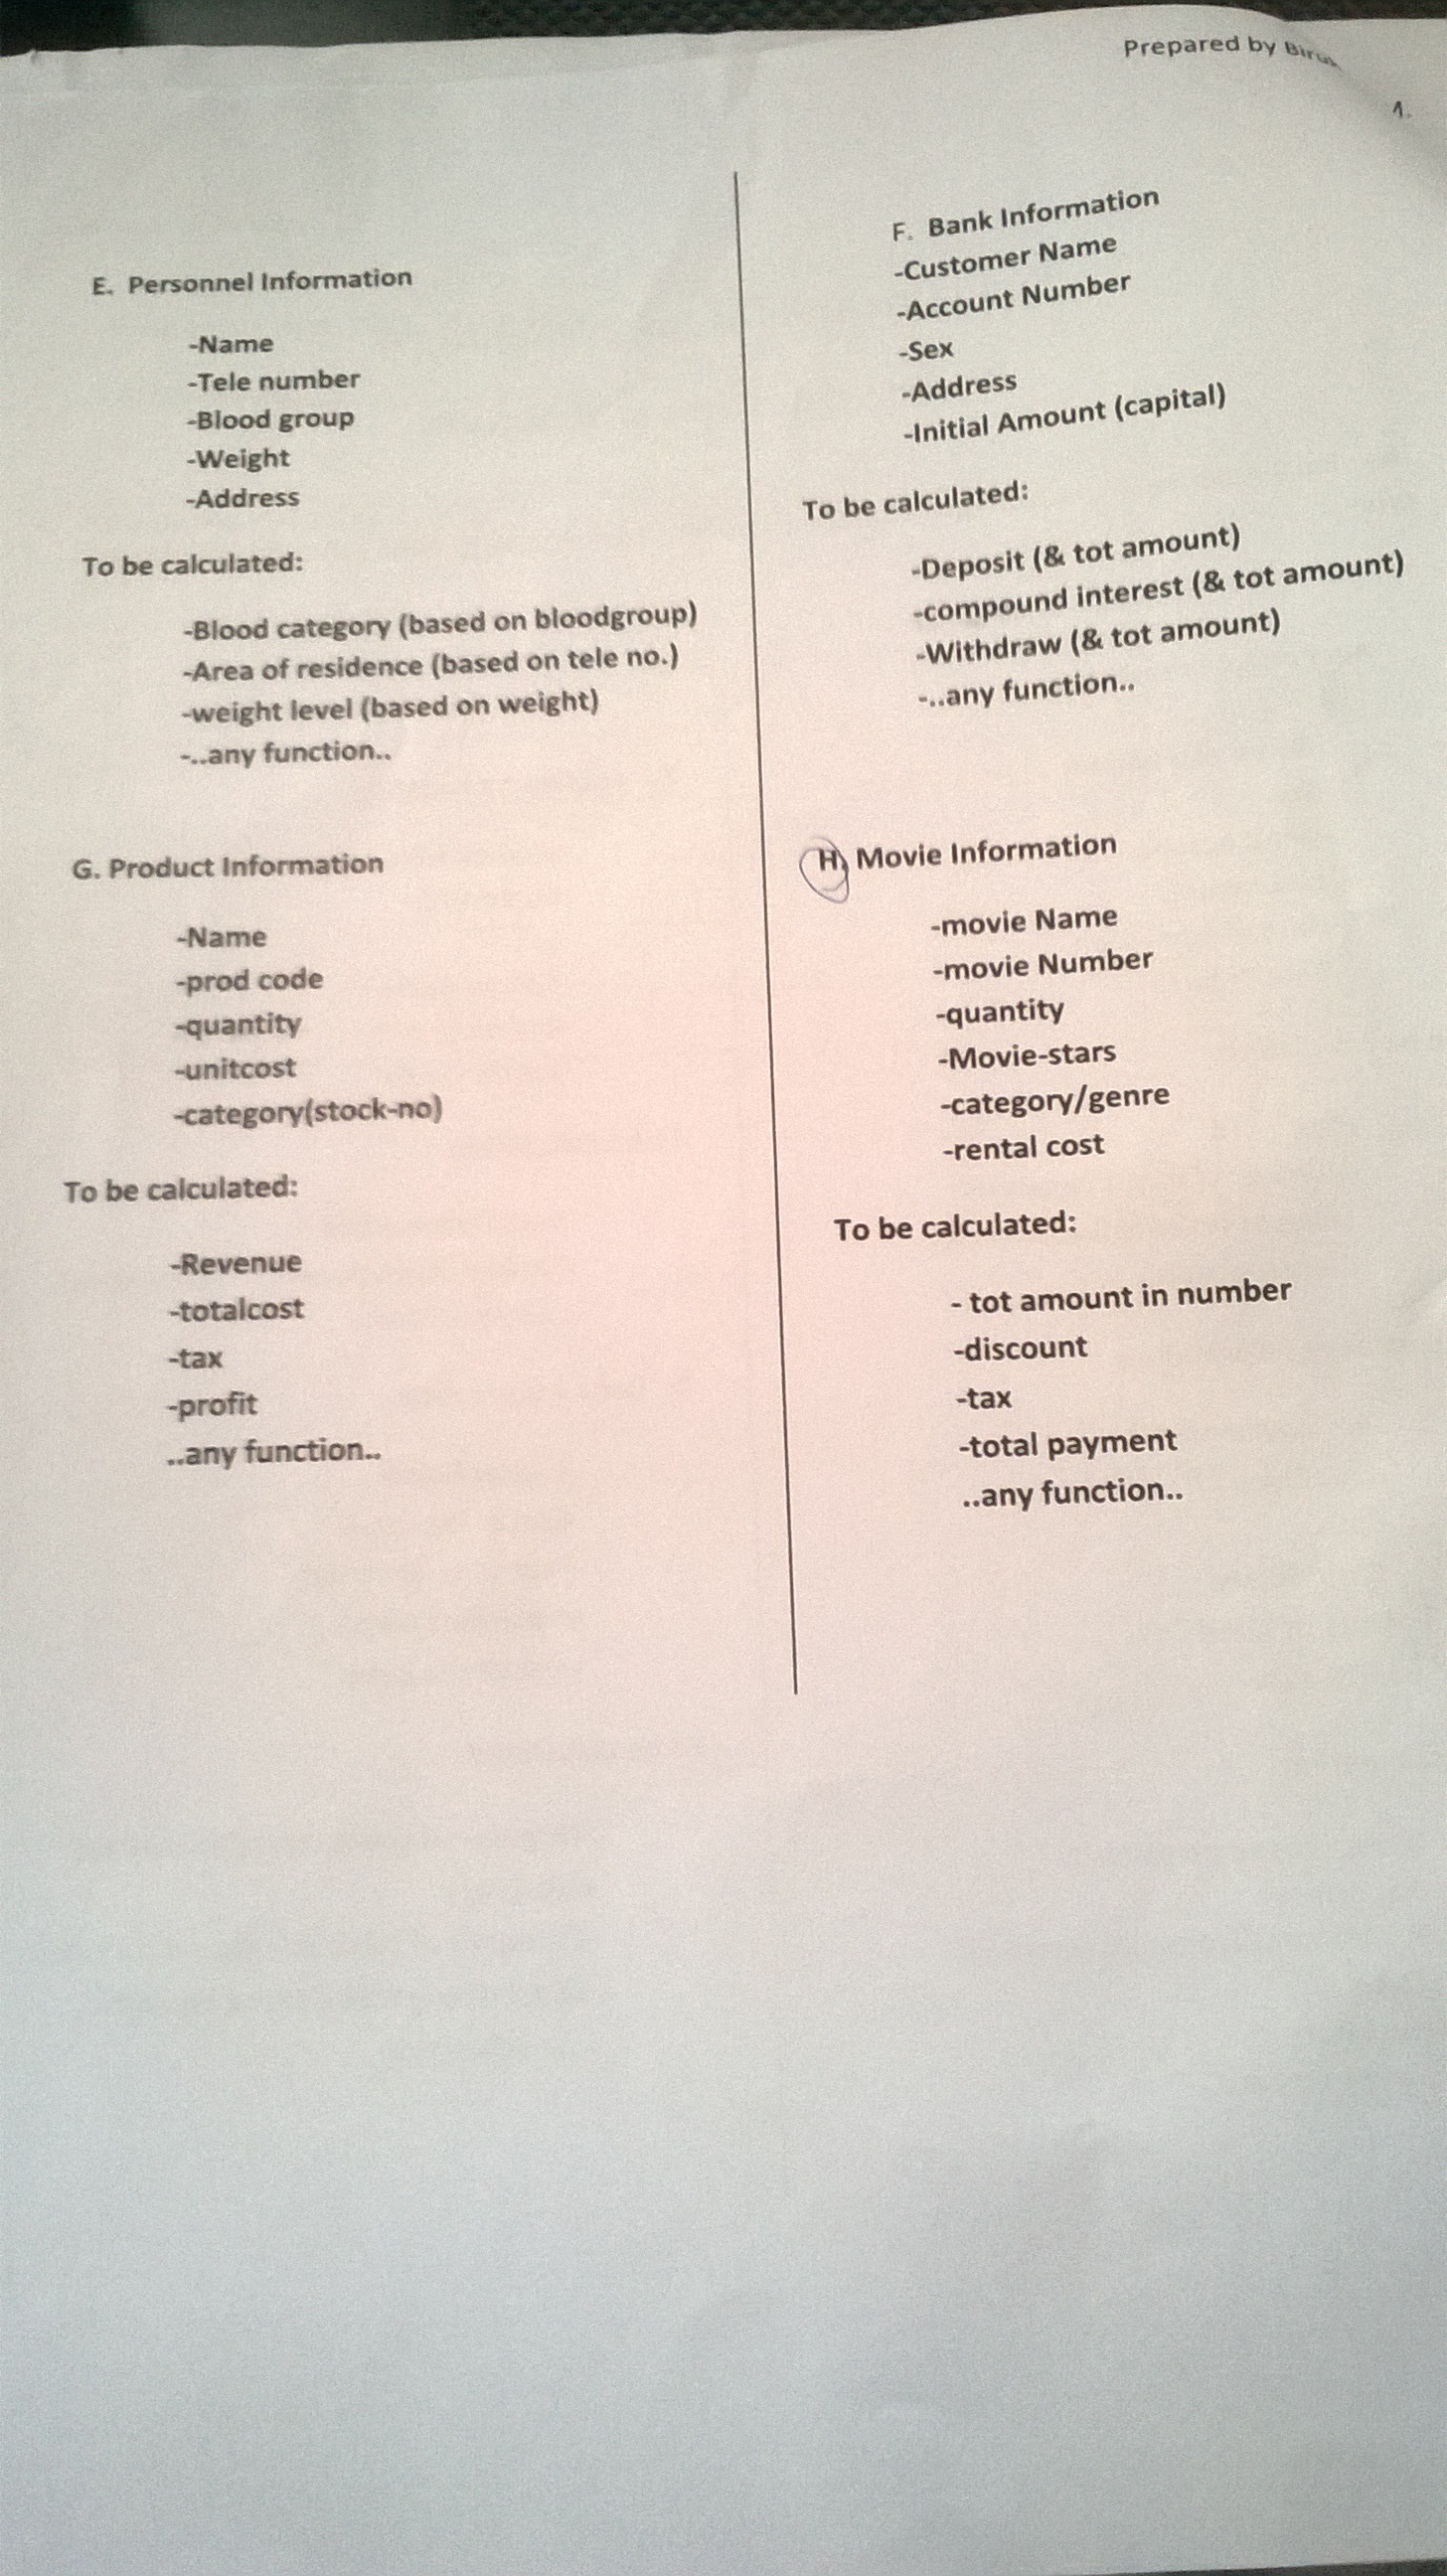 Prepared by Biruk
1.
E. Personnel Information
-Name
-Tele number
-Blood group
-Weight
-Address
To be calculated:
-Blood category (based on bloodgroup)
-Area of residence (based on tele no.)
-weight level (based on weight)
-..any function..
F. Bank Information
-Customer Name
-Account Number
-Sex
-Address
-Initial Amount (capital)
To be calculated:
-Deposit (& tot amount)
-compound interest (& tot amount)
-Withdraw (& tot amount)
-..any function..
G. Product Information
-Name
-prod code
-quantity
-unitcost
-category(stock-no)
To be calculated:
-Revenue
-totalcost
-tax
-profit
..any function..
H. Movie Information
-movie Name
-movie Number
-quantity
-Movie-stars
-category/genre
-rental cost
To be calculated:
- tot amount in number
-discount
-tax
-total payment
..any function..